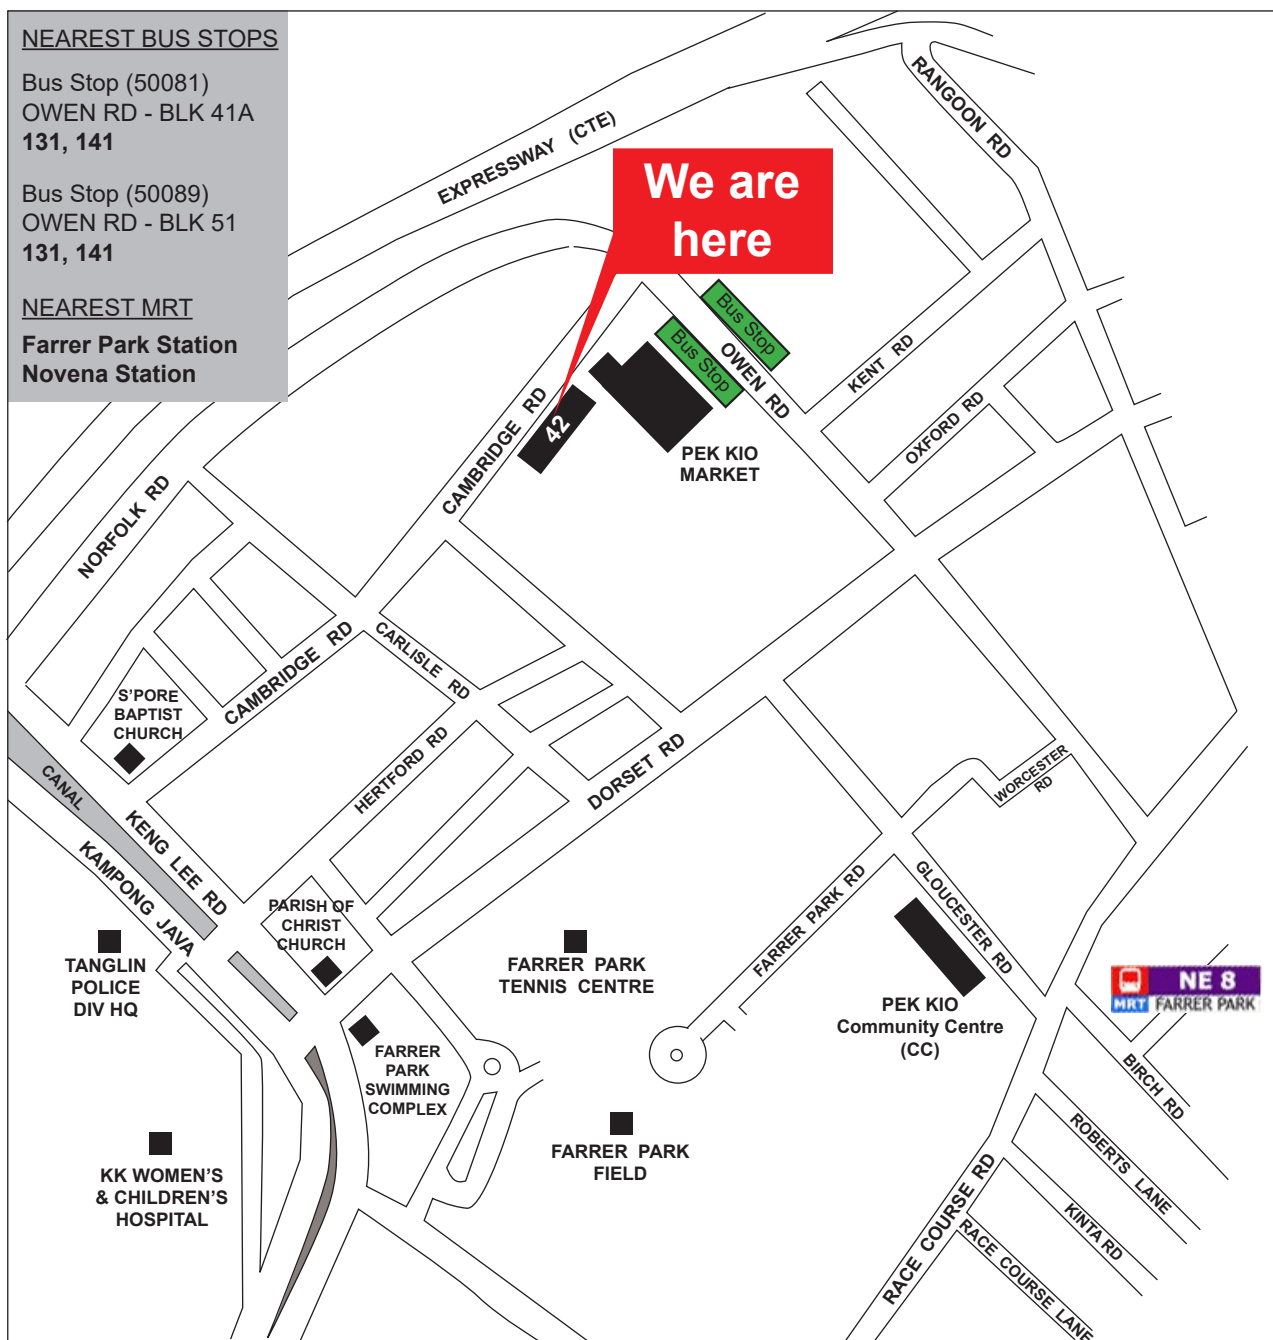 NEAREST BUS STOPS
Bus Stop (50081)
OWEN RD - BLK 41A
131, 141
Bus Stop (50089)
OWEN RD - BLK 51
131, 141
NEAREST MRT
Farrer Park Station
Novena Station
EXPRESSWAY (CTE)
RANGOON RD
We are
here
Bus Stop
Bus Stop
OWEN RD
KENT RD
OXFORD RD
CAMBRIDGE RD
42
PEK KIO
MARKET
NORFOLK RD
CAMBRIDGE RD
CARLISLE RD
S'PORE
BAPTIST
CHURCH
HERTFORD RD
DORSET RD
WORCESTER
RD
CANAL
KENG LEE RD
KAMPONG JAVA
PARISH OF
CHRIST
CHURCH
FARRER PARK RD
GLOUCESTER RD
TANGLIN
POLICE
DIV HQ
FARRER PARK
TENNIS CENTRE
PEK KIO
Community Centre
(CC)
NE 8
MRT FARRER PARK
FARRER
PARK
SWIMMING
COMPLEX
BIRCH RD
ROBERTS LANE
FARRER PARK
FIELD
KK WOMEN'S
& CHILDREN'S
HOSPITAL
KINTA RD
RACE COURSE RD
RACE COURSE LANE